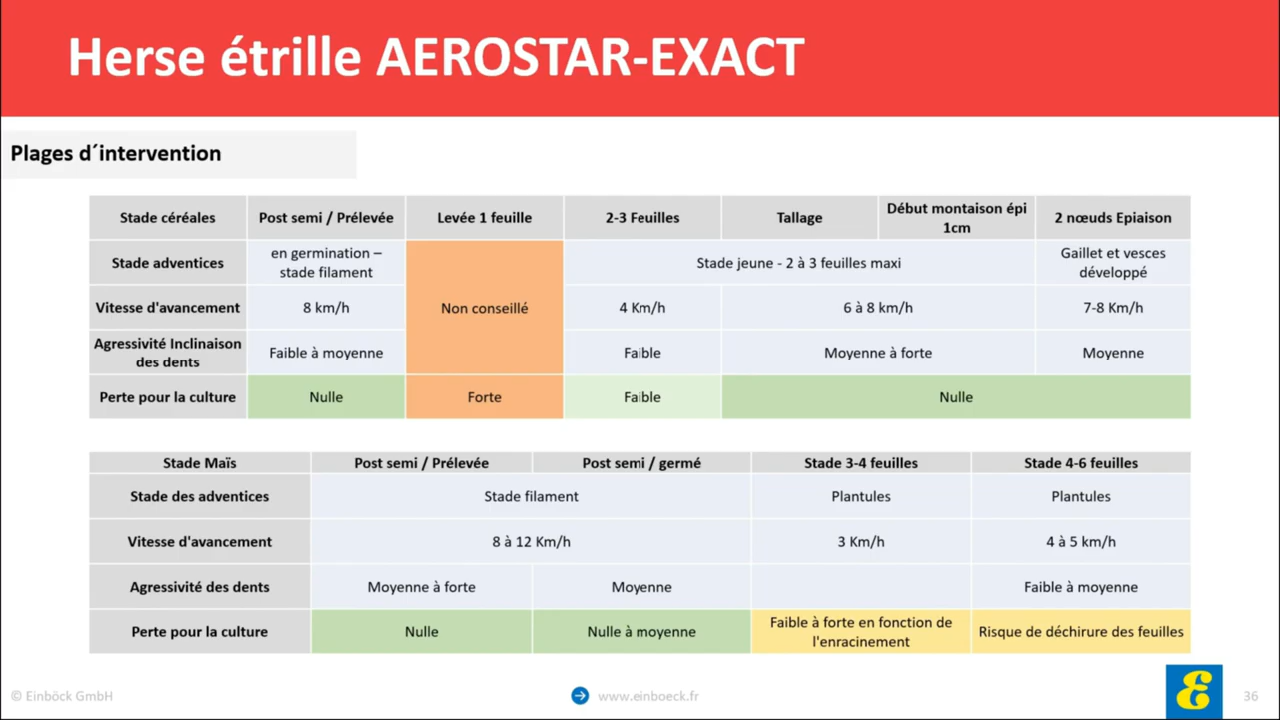 Herse étrille AEROSTAR-EXACT
Plages d´intervention
Stade céréales Post semi / Prélevée Levée 1 feuille 2-3 Feuilles Tallage Début montaison épi 1cm 2 nœuds Epiaison
Stade adventices en germination – stade filament Non conseillé Stade jeune - 2 à 3 feuilles maxi Gaillet et vesces développé
Vitesse d'avancement 8 km/h 4 Km/h 6 à 8 km/h 7-8 Km/h
Agressivité Inclinaison des dents Faible à moyenne Faible Moyenne à forte Moyenne
Perte pour la culture Nulle Forte Faible Nulle
Stade Maïs Post semi / Prélevée Post semi / germé Stade 3-4 feuilles Stade 4-6 feuilles
Stade des adventices Stade filament Plantules Plantules
Vitesse d'avancement 8 à 12 Km/h 3 Km/h 4 à 5 km/h
Agressivité des dents Moyenne à forte Moyenne Faible à moyenne
Perte pour la culture Nulle Nulle à moyenne Faible à forte en fonction de l'enracinement Risque de déchirure des feuilles
© Einböck GmbH www.einboeck.fr E 36